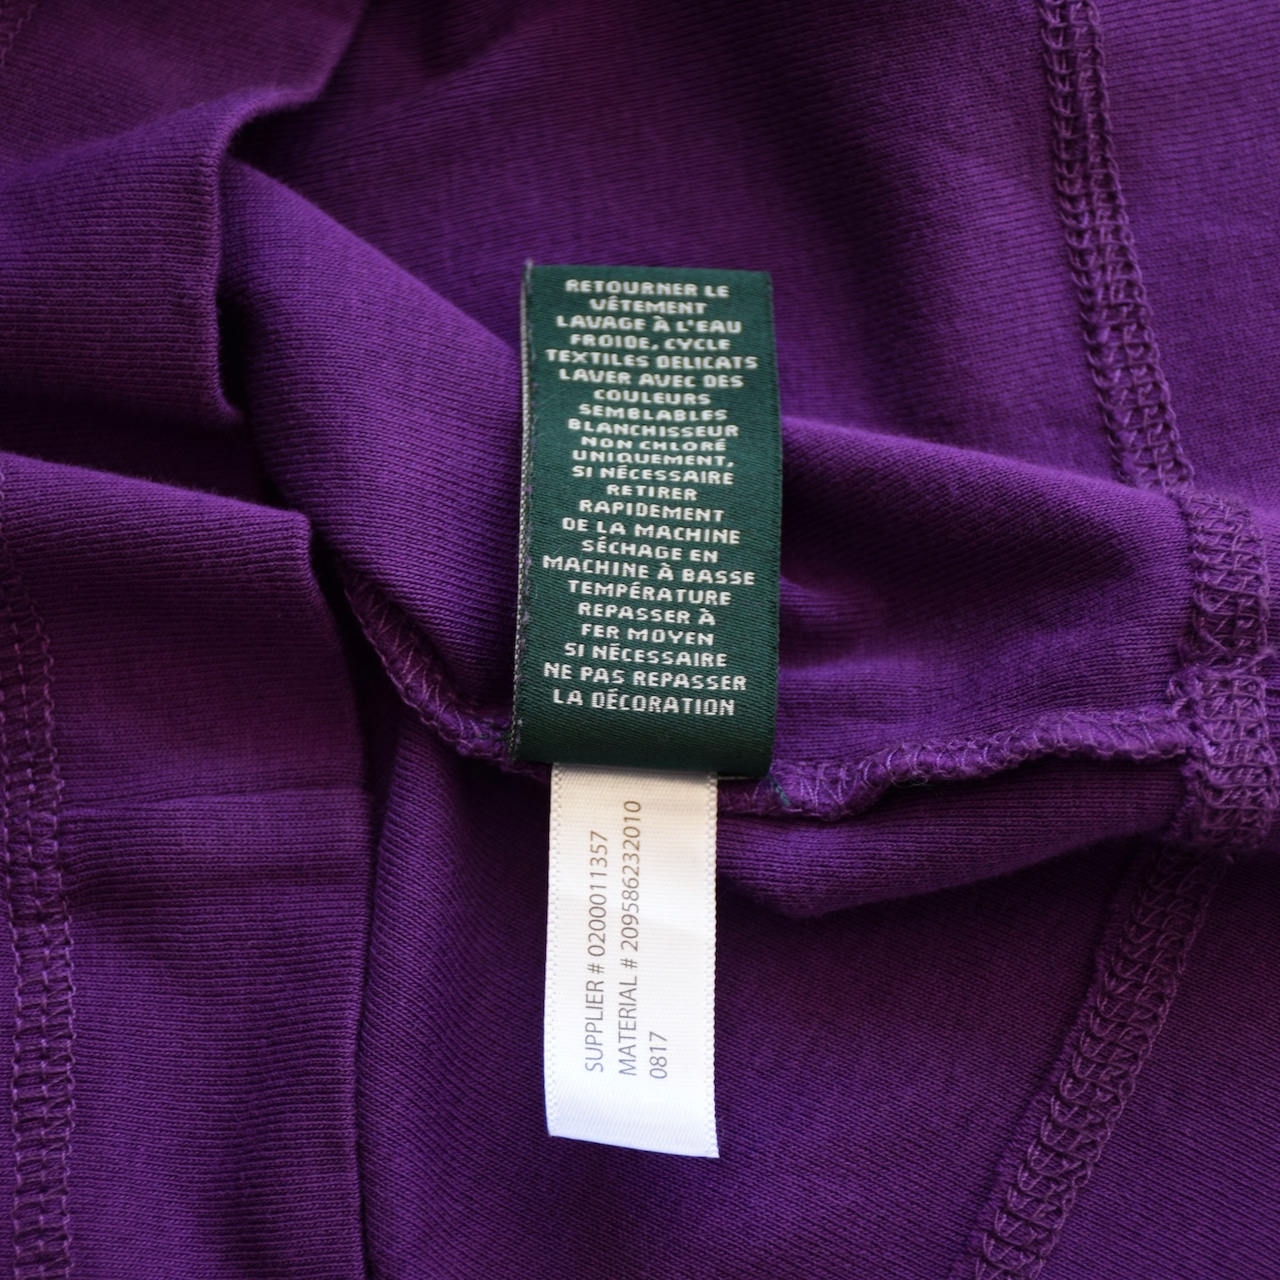 RETOURNER LE
VÊTEMENT
LAVAGE À L'EAU
FROIDE, CYCLE
TEXTILES DELICATS
LAVER AVEC DES
COULEURS
SEMBLABLES
BLANCHISSEUR
NON CHLORÉ
UNIQUEMENT,
SI NÉCESSAIRE
RETIRER
RAPIDEMENT
DE LA MACHINE
SÉCHAGE EN
MACHINE À BASSE
TEMPÉRATURE
REPASSER À
FER MOYEN
SI NÉCESSAIRE
NE PAS REPASSER
LA DÉCORATION
SUPPLIER # 0200011357
MATERIAL # 209586232010
0817